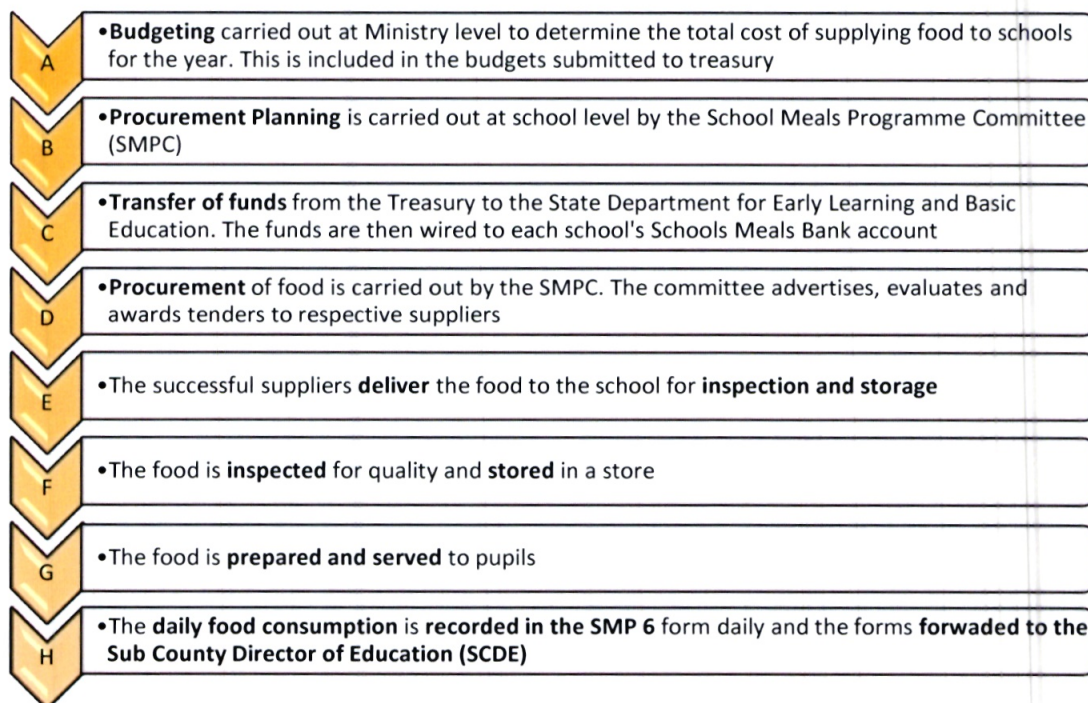 A
•Budgeting carried out at Ministry level to determine the total cost of supplying food to schools
for the year. This is included in the budgets submitted to treasury
B
•Procurement Planning is carried out at school level by the School Meals Programme Committee
(SMPC)
C
•Transfer of funds from the Treasury to the State Department for Early Learning and Basic
Education. The funds are then wired to each school's Schools Meals Bank account
D
•Procurement of food is carried out by the SMPC. The committee advertises, evaluates and
awards tenders to respective suppliers
E
•The successful suppliers deliver the food to the school for inspection and storage
F
•The food is inspected for quality and stored in a store
G
•The food is prepared and served to pupils
H
•The daily food consumption is recorded in the SMP 6 form daily and the forms forwaded to the
Sub County Director of Education (SCDE)